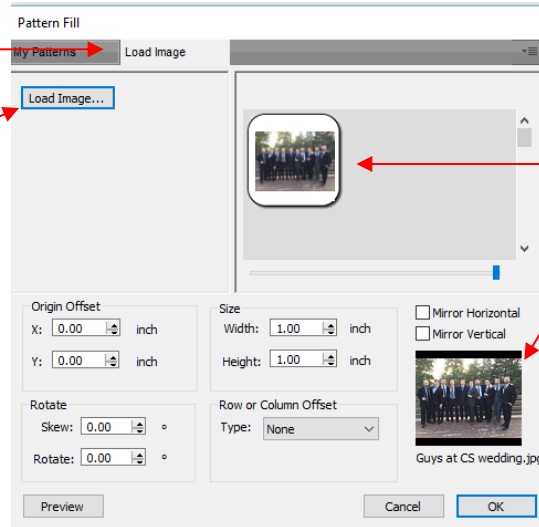 Pattern Fill
My Patterns Load Image
Load Image...
Origin Offset
X: 0.00 inch
Y: 0.00 inch
Size
Width: 1.00 inch
Height: 1.00 inch
Mirror Horizontal
Mirror Vertical
Rotate
Skew: 0.00 °
Rotate: 0.00 °
Row or Column Offset
Type: None
Guys at CS wedding.jpg
Preview Cancel OK